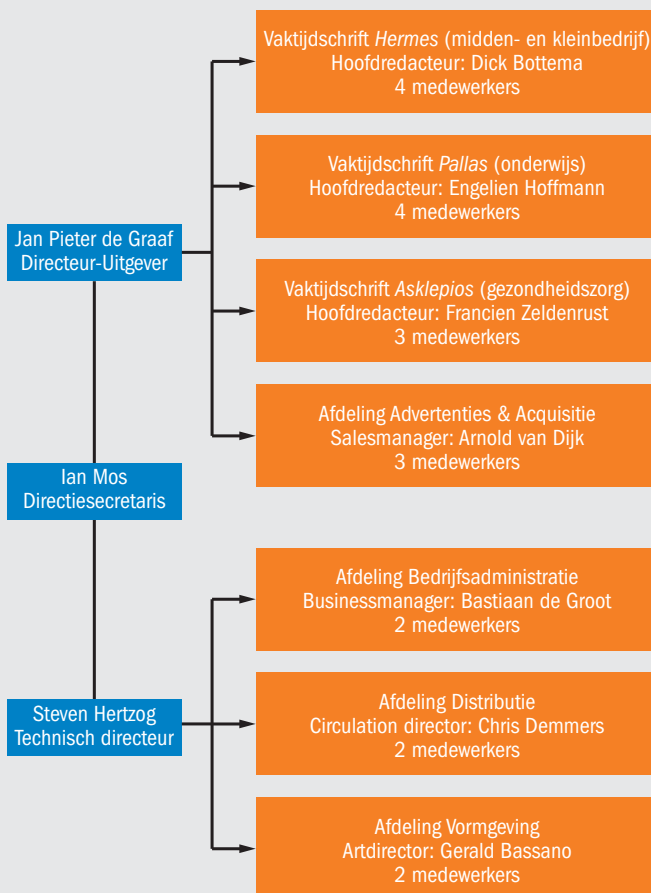 Vaktijdschrift Hermes (midden- en kleinbedrijf)
Hoofdredacteur: Dick Bottema
4 medewerkers
Vaktijdschrift Pallas (onderwijs)
Hoofdredacteur: Engelien Hoffmann
4 medewerkers
Jan Pieter de Graaf
Directeur-Uitgever
Vaktijdschrift Asklepios (gezondheidszorg)
Hoofdredacteur: Francien Zeldenrust
3 medewerkers
Afdeling Advertenties & Acquisitie
Salesmanager: Arnold van Dijk
3 medewerkers
Ian Mos
Directiesecretaris
Afdeling Bedrijfsadministratie
Businessmanager: Bastiaan de Groot
2 medewerkers
Steven Hertzog
Technisch directeur
Afdeling Distributie
Circulation director: Chris Demmers
2 medewerkers
Afdeling Vormgeving
Artdirector: Gerald Bassano
2 medewerkers